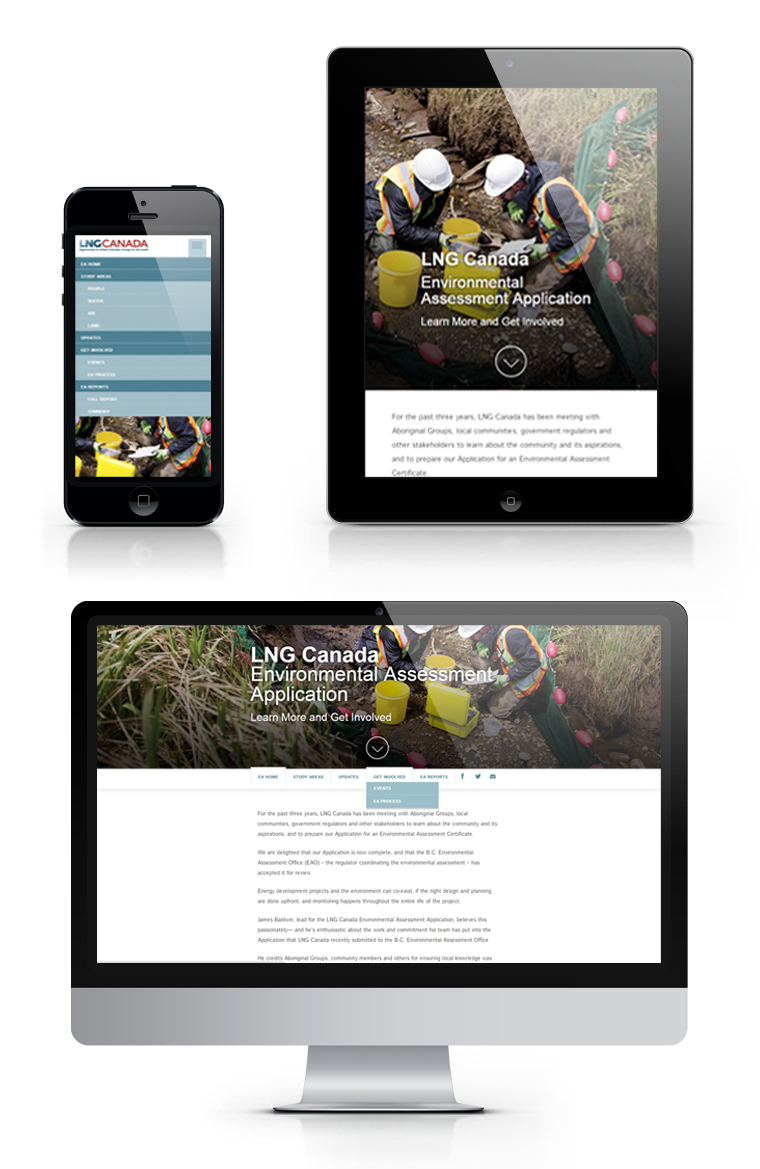 LNGCANADA
EA HOME
STUDY AREAS
PEOPLE
WATER
AIR
LAND
UPDATES
GET INVOLVED
EVENTS
EA PROCESS
EA REPORTS
FULL REPORT
SUMMARY
LNG Canada
Environmental
Assessment Application
Learn More and Get Involved
For the past three years, LNG Canada has been meeting with
Aboriginal Groups, local communities, government regulators and
other stakeholders to learn about the community and its aspirations,
and to prepare our Application for an Environmental Assessment
Certificate.
LNG Canada
Environmental Assessment
Application
Learn More and Get Involved
EA HOME STUDY AREAS UPDATES GET INVOLVED EA REPORTS
EVENTS
EA PROCESS
For the past three years, LNG Canada has been meeting with Aboriginal Groups, local
communities, government regulators and other stakeholders to learn about the community and its
aspirations, and to prepare our Application for an Environmental Assessment Certificate.
We are delighted that our Application is now complete, and that the B.C. Environmental
Assessment Office (EAO) – the regulator coordinating the environmental assessment – has
accepted it for review.
Energy development projects and the environment can co-exist, if the right design and planning
are done upfront, and monitoring happens throughout the entire life of the project.
James Baldwin, lead for the LNG Canada Environmental Assessment Application, believes this
passionately— and he's enthusiastic about the work and commitment his team has put into the
Application that LNG Canada recently submitted to the B.C. Environmental Assessment Office.
He credits Aboriginal Groups, community members and others for ensuring local knowledge was